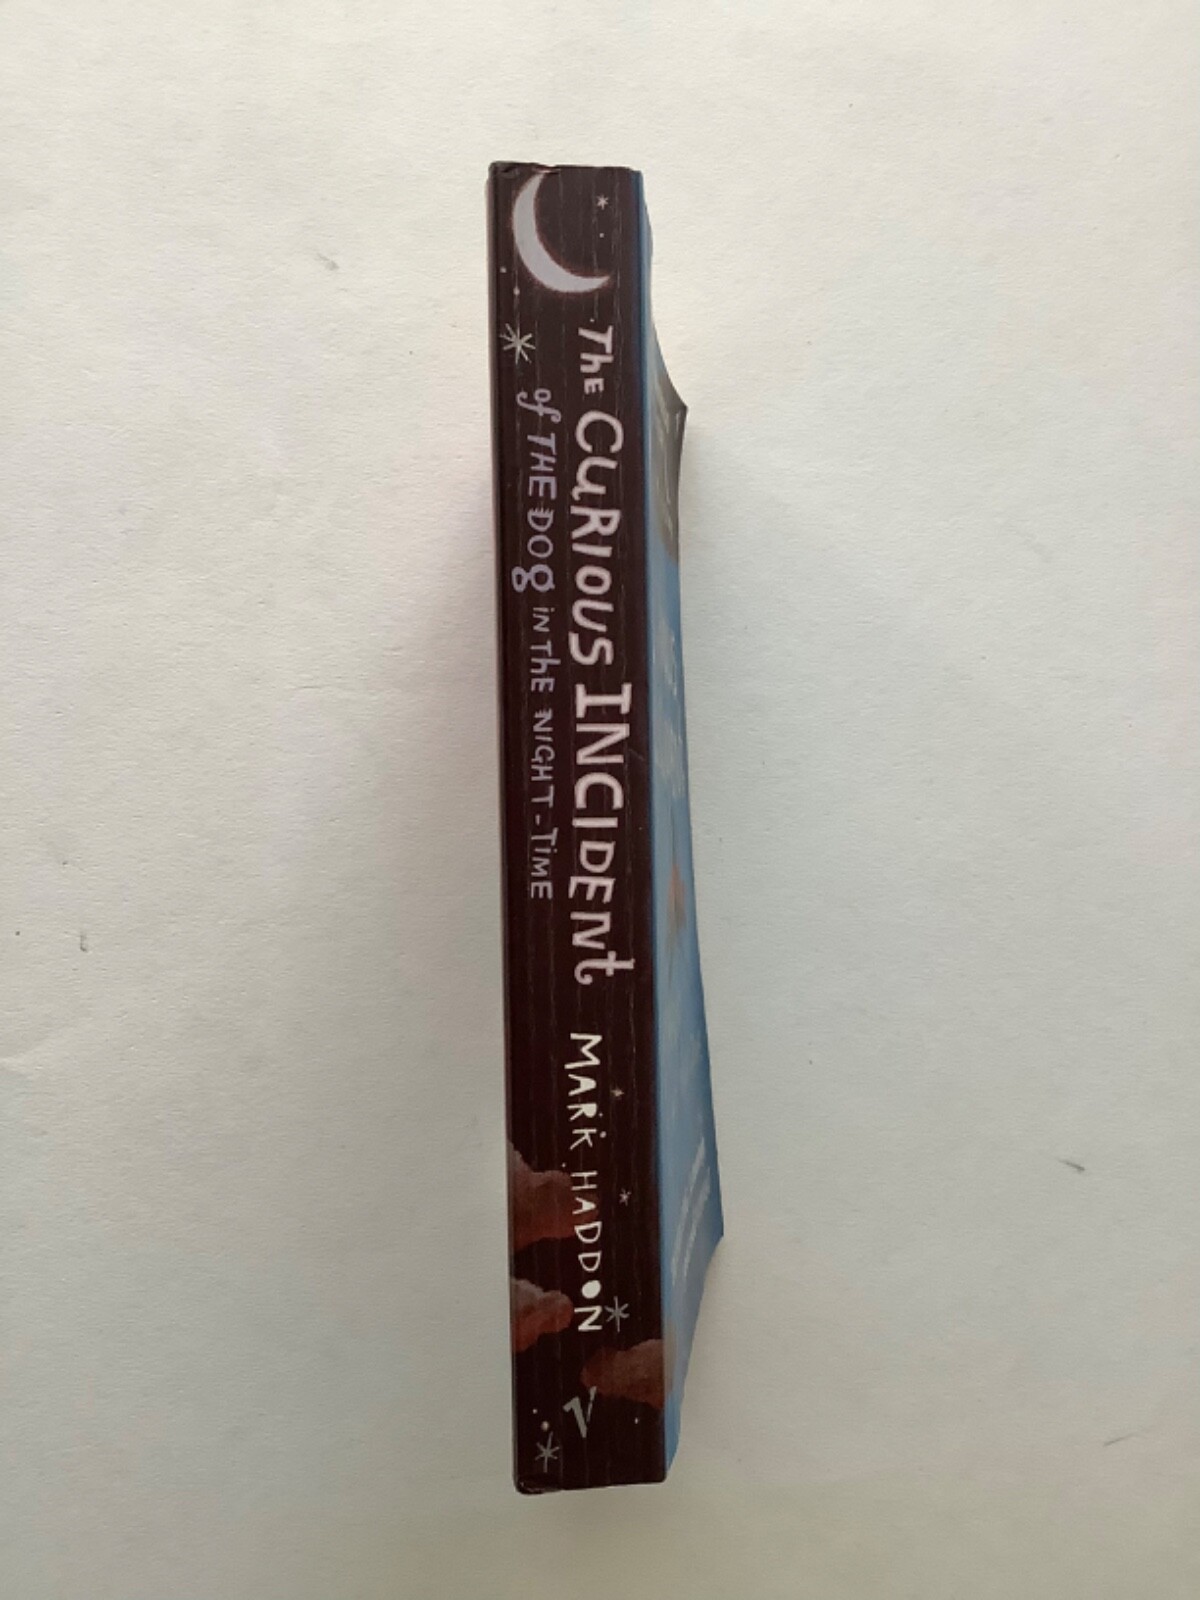 The CURIOUS INCIDENT
of THE DOg iN ThE NIGHT-TiME
MARK HADDON
V